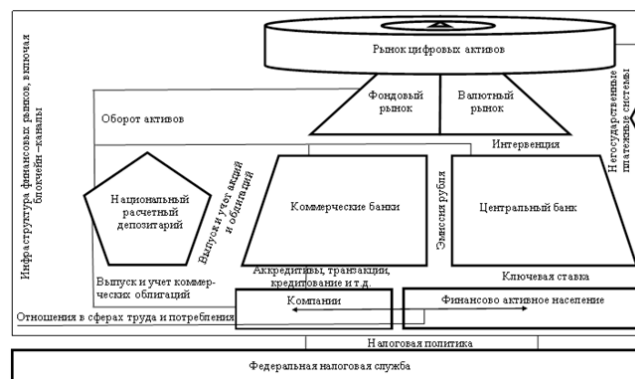 Рынок цифровых активов
Фондовый
рынок
Валютный
рынок
Инфраструктура финансовых рынков, включая
блокчейн –каналы
Негосударственные
платежные системы
Оборот активов
Интервенция
Национальный
расчетный
депозитарий
Выпуск и учет акций
и облигаций
Коммерческие банки
Эмиссия рубля
Центральный банк
Выпуск и учет коммер-
ческих облигаций
Аккредитивы, транзакции,
кредитование и т.д.
Ключевая ставка
Компании
Финансово активное население
Отношения в сферах труда и потребления
Налоговая политика
Федеральная налоговая служба